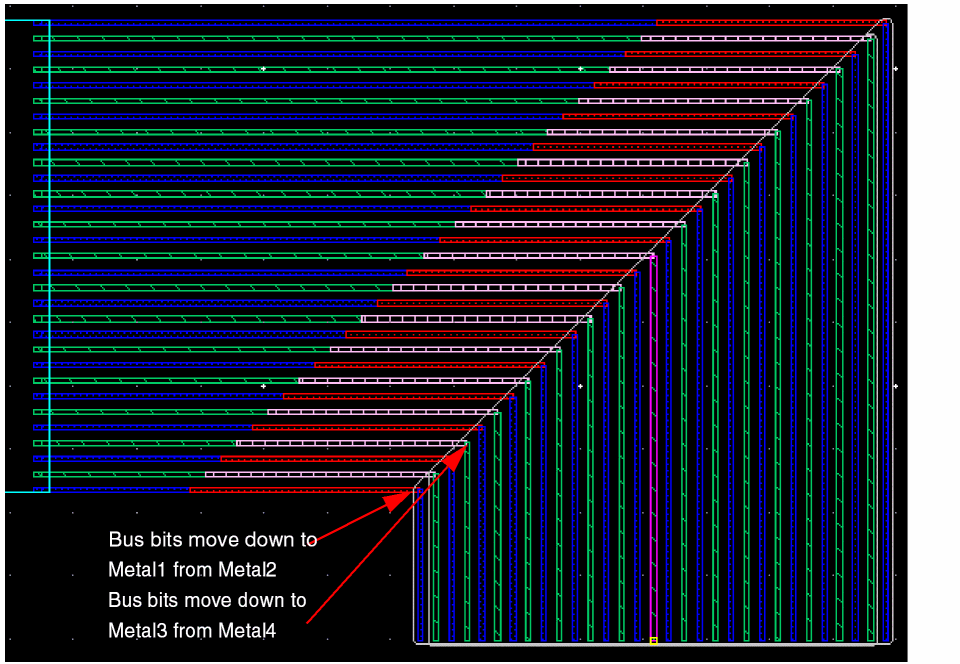 Bus bits move down to
Metal1 from Metal2
Bus bits move down to
Metal3 from Metal4